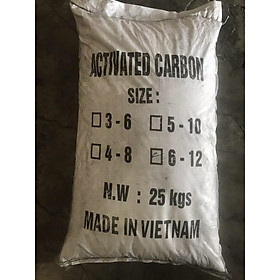 ACTIVATED CARBON
SIZE :
3 - 6 5 - 10
4 - 8 6 - 12
N.W : 25 kgs
MADE IN VIETNAM